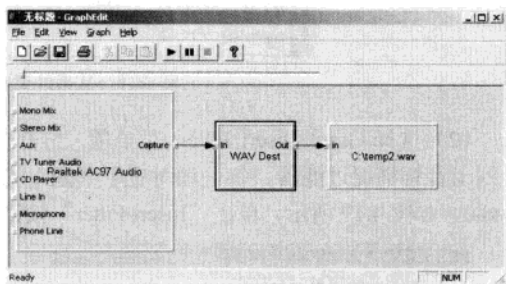 无标题 - GraphEdit
File Edit View Graph Help
Mono Mix
Stereo Mix
Aux
TV Tuner Audio
Realtek AC97 Audio
CD Player
Line In
Microphone
Phone Line
Capture
In
Out
WAV Dest
in
C:\temp2.wav
Ready
NUM